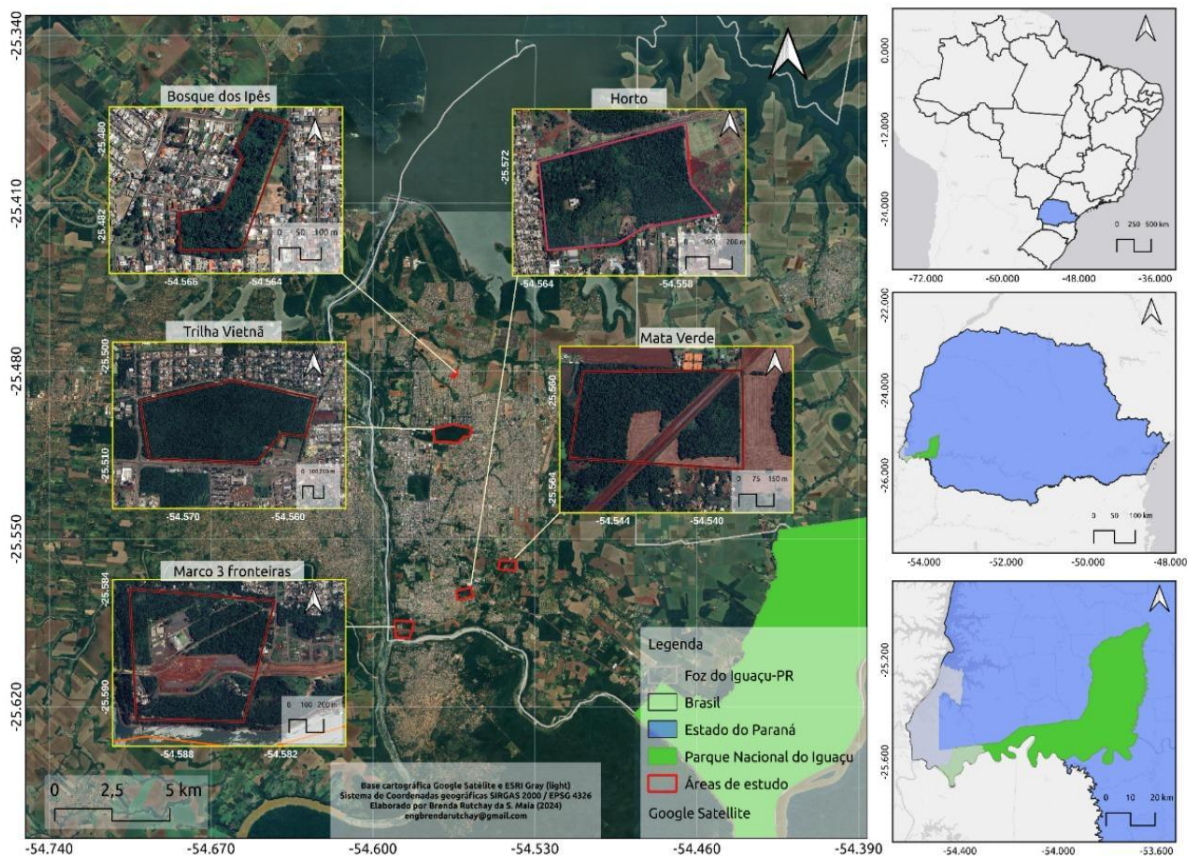 -25.340
-25.410
-25.480
-25.550
-25.620
-54.740
-54.670
-54.600
-54.530
-54.460
-54.390
Bosque dos Ipês
-25.480
-25.482
0 50 100 m
-54.566
-54.564
Horto
-25.572
0 100 200 m
-54.564
-54.558
Trilha Vietnã
-25.500
-25.510
-54.570
-54.560
Mata Verde
-25.560
-25.564
0 75 150 m
-54.544
-54.540
Marco 3 fronteiras
-25.584
-25.590
0 100 200 m
-54.588
-54.582
Legenda
Foz do Iguaçu-PR
Brasil
Estado do Paraná
Parque Nacional do Iguaçu
Áreas de estudo
Google Satellite
0 2,5 5 km
Base cartográfica Google Satélite e ESRI Gray (light)
Sistema de Coordenadas geográficas SIRGAS 2000 / EPSG 4326
Elaborado por Brenda Rutchay da S. Maia (2024)
engbrendarutchay@gmail.com
0.000
-12.000
-24.000
0 250 500 km
-72.000
-60.000
-48.000
-36.000
-22.000
-24.000
-26.000
0 50 100 km
-54.000
-52.000
-50.000
-48.000
-25.200
-25.600
0 10 20 km
-54.400
-54.000
-53.600